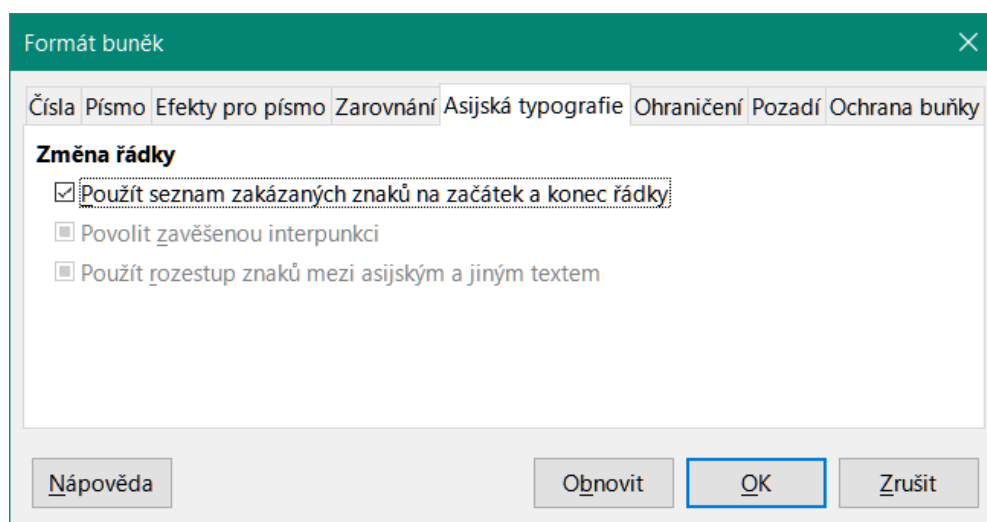 Formát buněk
Čísla Písmo Efekty pro písmo Zarovnání Asijská typografie Ohraničení Pozadí Ochrana buňky
Změna řádky
Použít seznam zakázaných znaků na začátek a konec řádky
Povolit zavěšenou interpunkci
Použít rozestup znaků mezi asijským a jiným textem
Nápověda Obnovit OK Zrušit